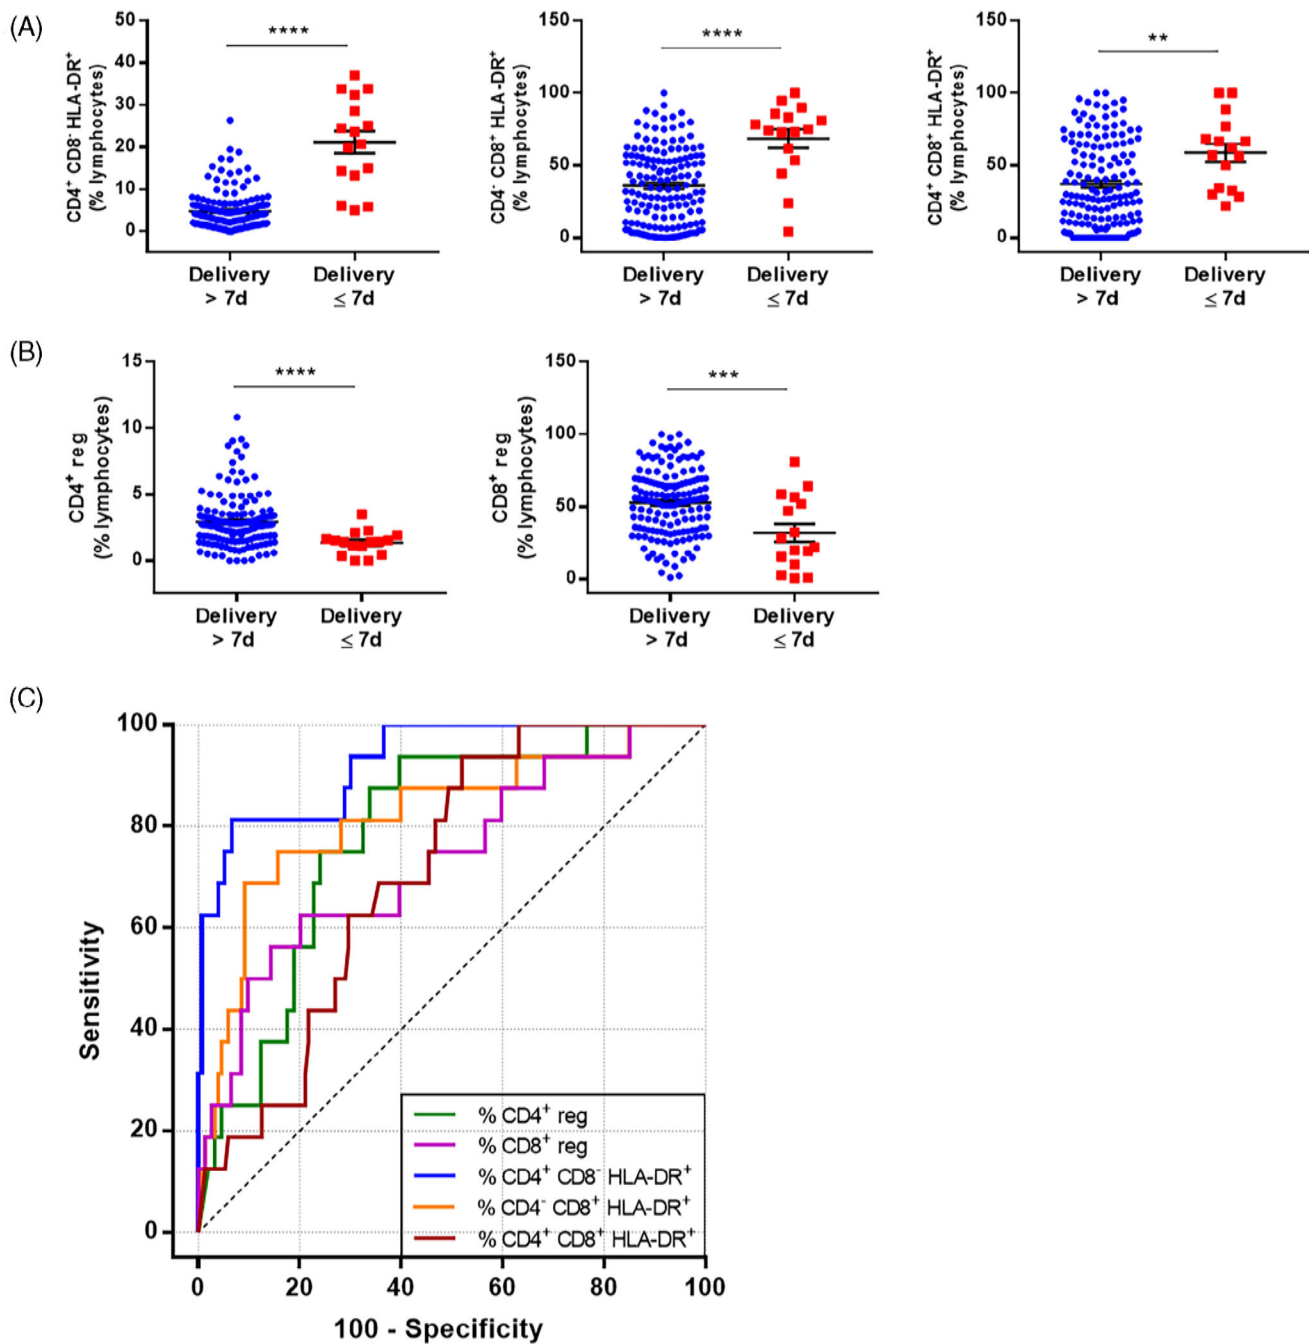 (A)
50
40
30
20
10
0
CD4⁺ CD8⁻ HLA-DR⁺
(% lymphocytes)
****
Delivery
> 7d
Delivery
≤ 7d
150
100
50
0
CD4⁻ CD8⁺ HLA-DR⁺
(% lymphocytes)
****
Delivery
> 7d
Delivery
≤ 7d
150
100
50
0
CD4⁺ CD8⁺ HLA-DR⁺
(% lymphocytes)
**
Delivery
> 7d
Delivery
≤ 7d
(B)
15
10
5
0
CD4⁺ reg
(% lymphocytes)
****
Delivery
> 7d
Delivery
≤ 7d
150
100
50
0
CD8⁺ reg
(% lymphocytes)
***
Delivery
> 7d
Delivery
≤ 7d
(C)
100
80
60
40
20
0
Sensitivity
% CD4⁺ reg
% CD8⁺ reg
% CD4⁺ CD8⁻ HLA-DR⁺
% CD4⁻ CD8⁺ HLA-DR⁺
% CD4⁺ CD8⁺ HLA-DR⁺
0 20 40 60 80 100
100 - Specificity